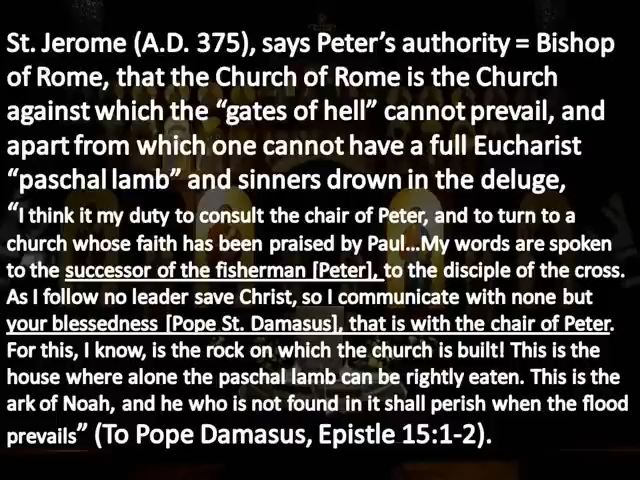 St. Jerome (A.D. 375), says Peter's authority = Bishop
of Rome, that the Church of Rome is the Church
against which the “gates of hell” cannot prevail, and
apart from which one cannot have a full Eucharist
“paschal lamb” and sinners drown in the deluge,
“I think it my duty to consult the chair of Peter, and to turn to a
church whose faith has been praised by Paul...My words are spoken
to the successor of the fisherman [Peter], to the disciple of the cross.
As I follow no leader save Christ, so I communicate with none but
your blessedness [Pope St. Damasus], that is with the chair of Peter.
For this, I know, is the rock on which the church is built! This is the
house where alone the paschal lamb can be rightly eaten. This is the
ark of Noah, and he who is not found in it shall perish when the flood
prevails” (To Pope Damasus, Epistle 15:1-2).